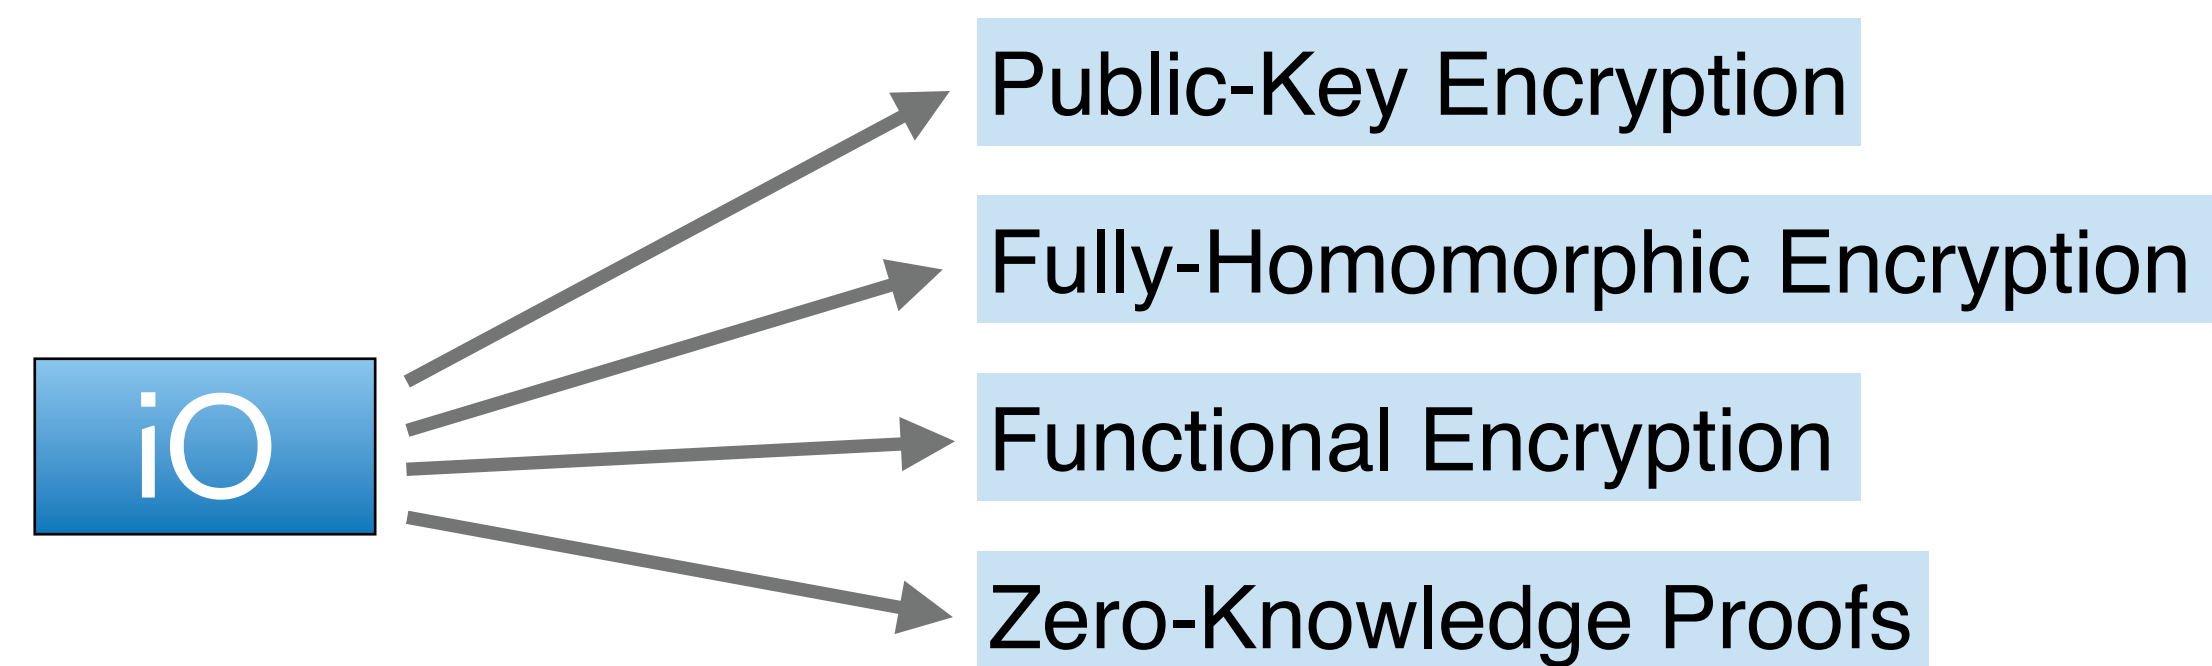 Public-Key Encryption
Fully-Homomorphic Encryption
iO
Functional Encryption
Zero-Knowledge Proofs